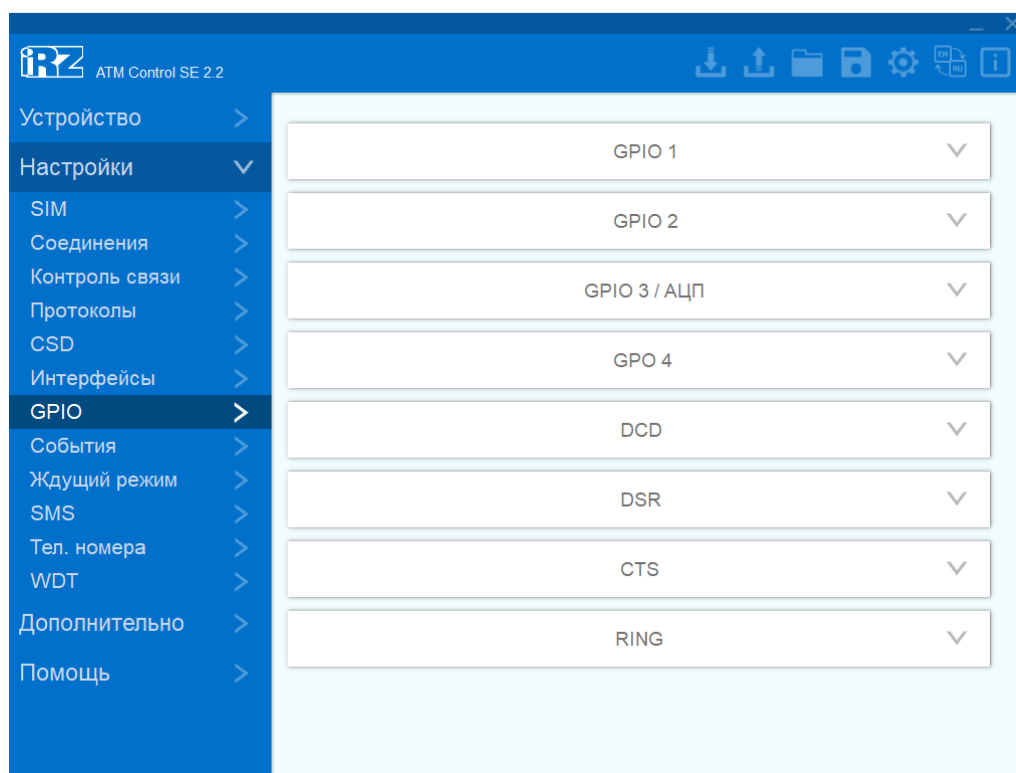 iRZ ATM Control SE 2.2
EN
RU
Устройство
Настройки
SIM
Соединения
Контроль связи
Протоколы
CSD
Интерфейсы
GPIO
События
Ждущий режим
SMS
Тел. номера
WDT
Дополнительно
Помощь
GPIO 1
GPIO 2
GPIO 3 / АЦП
GPO 4
DCD
DSR
CTS
RING